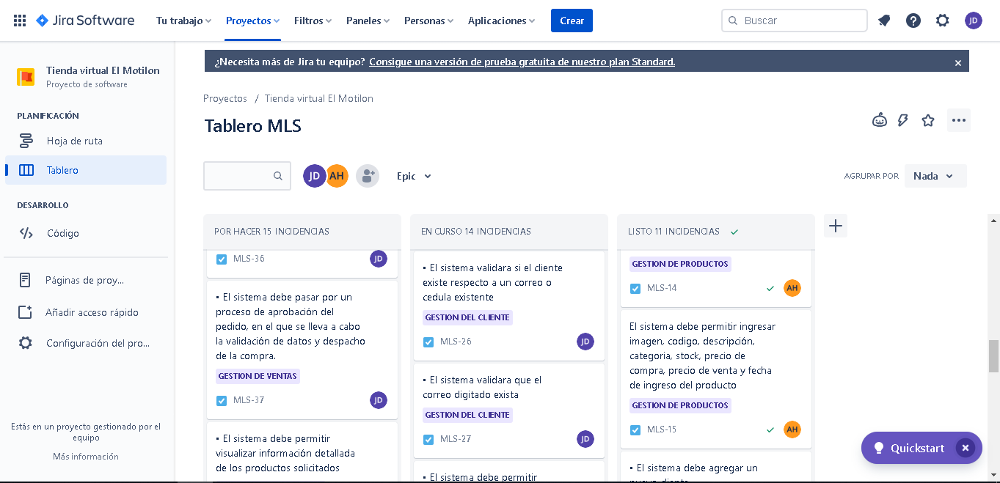 Jira Software
Tu trabajo
Proyectos
Filtros
Paneles
Personas
Aplicaciones
Crear
Buscar
JD
Tienda virtual El Motilon
Proyecto de software
PLANIFICACIÓN
Hoja de ruta
Tablero
DESARROLLO
Código
Páginas de proy...
Añadir acceso rápido
Configuración del pro...
Estás en un proyecto gestionado por el
equipo
Más información
¿Necesita más de Jira tu equipo? Consigue una versión de prueba gratuita de nuestro plan Standard.
Proyectos / Tienda virtual El Motilon
Tablero MLS
JD
AH
Epic
AGRUPAR POR
Nada
POR HACER 15 INCIDENCIAS
MLS-36
JD
• El sistema debe pasar por un
proceso de aprobación del
pedido, en el que se lleva a cabo
la validación de datos y despacho
de la compra.
GESTION DE VENTAS
MLS-37
JD
• El sistema debe permitir
visualizar información detallada
de los productos solicitados
EN CURSO 14 INCIDENCIAS
• El sistema validara si el cliente
existe respecto a un correo o
cedula existente
GESTION DEL CLIENTE
MLS-26
JD
• El sistema validara que el
correo digitado exista
GESTION DEL CLIENTE
MLS-27
JD
• El sistema debe permitir
LISTO 11 INCIDENCIAS
GESTION DE PRODUCTOS
MLS-14
AH
El sistema debe permitir ingresar
imagen, codigo, descripción,
categoria, stock, precio de
compra, precio de venta y fecha
de ingreso del producto
GESTION DE PRODUCTOS
MLS-15
AH
• El sistema debe agregar un
Quickstart